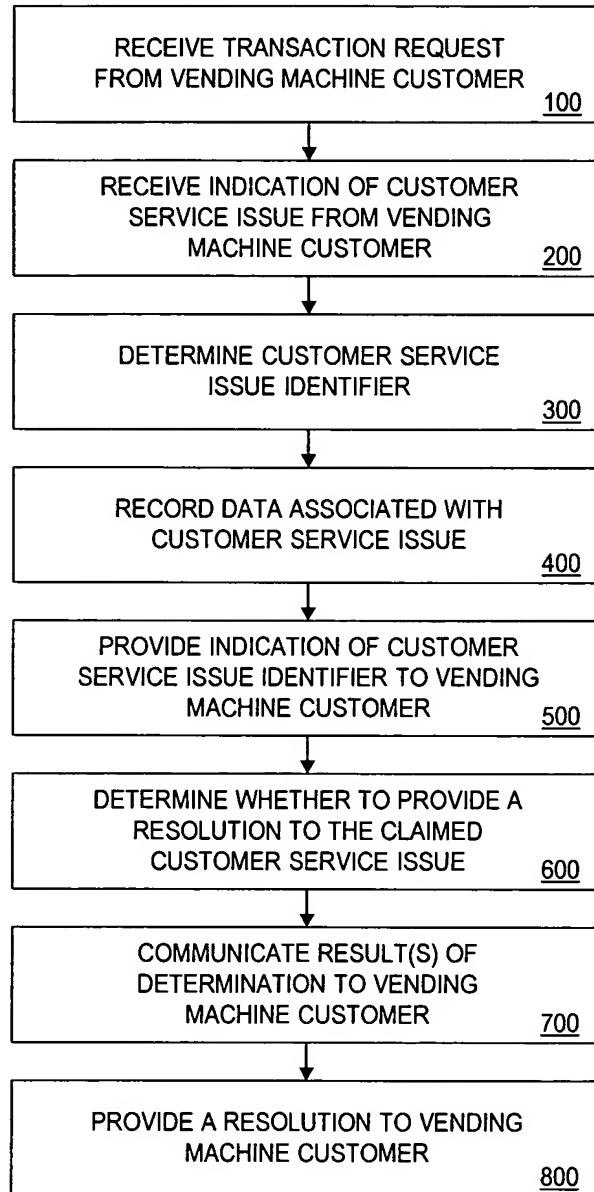 RECEIVE TRANSACTION REQUEST
FROM VENDING MACHINE CUSTOMER
100
RECEIVE INDICATION OF CUSTOMER
SERVICE ISSUE FROM VENDING
MACHINE CUSTOMER
200
DETERMINE CUSTOMER SERVICE
ISSUE IDENTIFIER
300
RECORD DATA ASSOCIATED WITH
CUSTOMER SERVICE ISSUE
400
PROVIDE INDICATION OF CUSTOMER
SERVICE ISSUE IDENTIFIER TO VENDING
MACHINE CUSTOMER
500
DETERMINE WHETHER TO PROVIDE A
RESOLUTION TO THE CLAIMED
CUSTOMER SERVICE ISSUE
600
COMMUNICATE RESULT(S) OF
DETERMINATION TO VENDING
MACHINE CUSTOMER
700
PROVIDE A RESOLUTION TO VENDING
MACHINE CUSTOMER
800